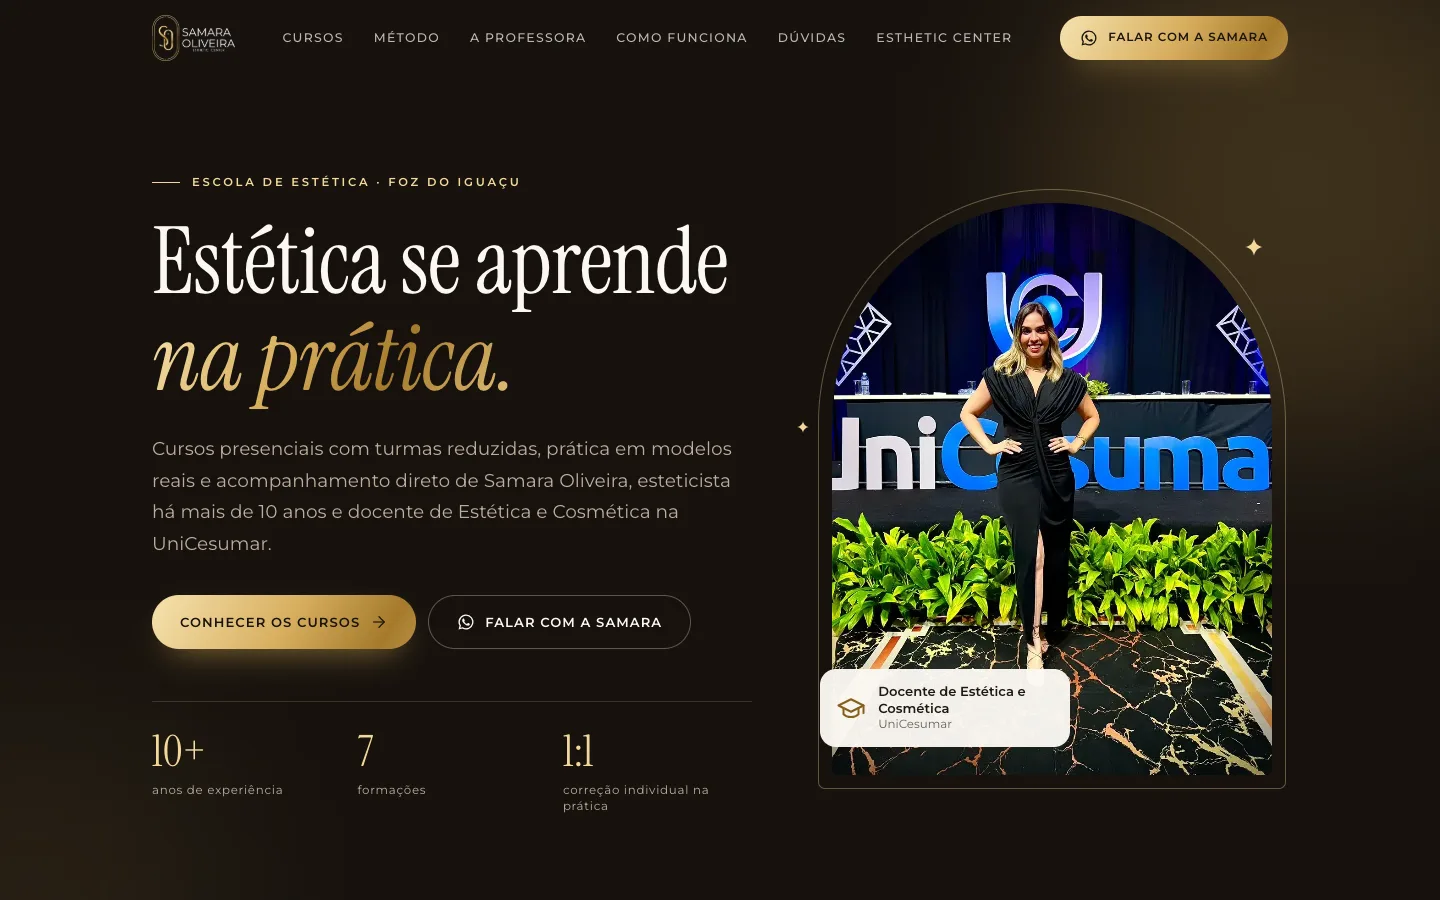 SAMARA
OLIVEIRA
CURSOS
MÉTODO
A PROFESSORA
COMO FUNCIONA
DÚVIDAS
ESTHETIC CENTER
FALAR COM A SAMARA
ESCOLA DE ESTÉTICA · FOZ DO IGUAÇU
Estética se aprende
na prática.
Cursos presenciais com turmas reduzidas, prática em modelos
reais e acompanhamento direto de Samara Oliveira, esteticista
há mais de 10 anos e docente de Estética e Cosmética na
UniCesumar.
CONHECER OS CURSOS
FALAR COM A SAMARA
10+
anos de experiência
7
formações
1:1
correção individual na
prática
Docente de Estética e
Cosmética
UniCesumar